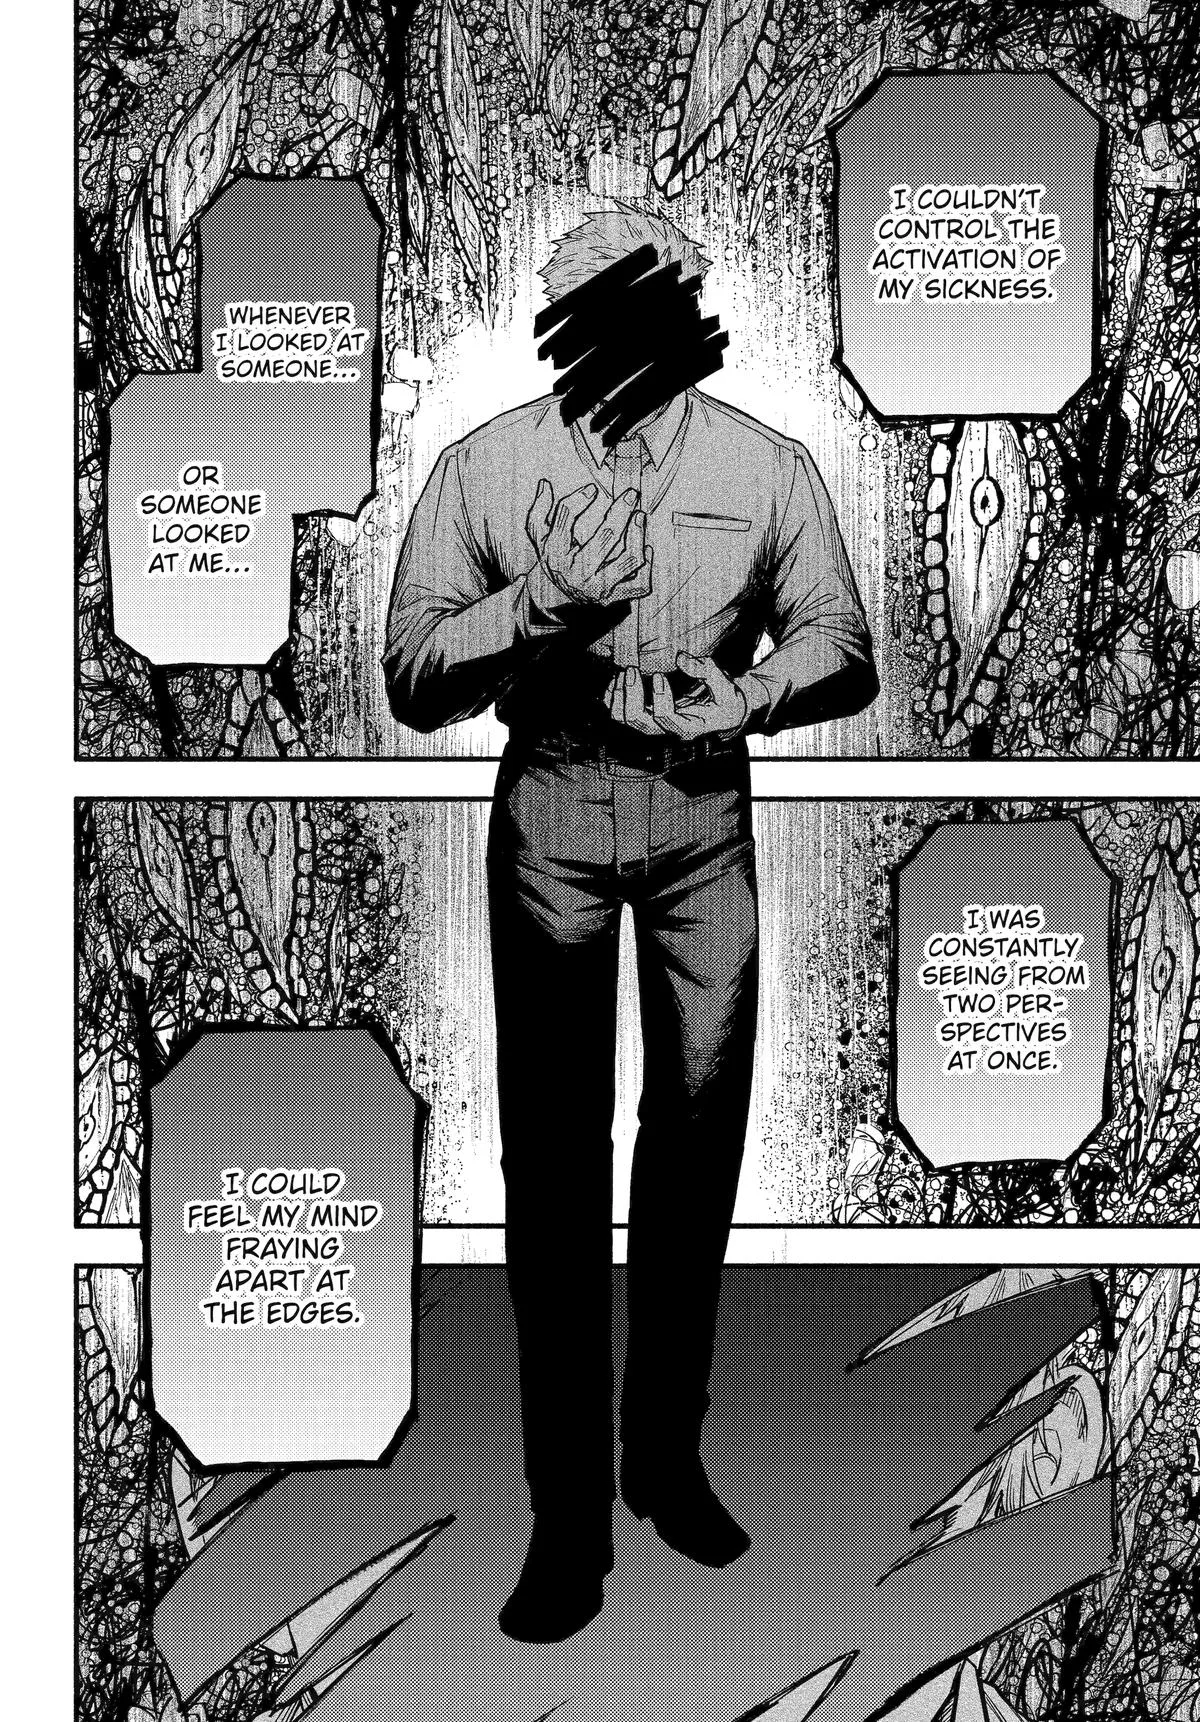 I COULDN'T
CONTROL THE
ACTIVATION OF
MY SICKNESS.
WHENEVER
I LOOKED AT
SOMEONE...
OR
SOMEONE
LOOKED
AT ME...
I WAS
CONSTANTLY
SEEING FROM
TWO PER-
SPECTIVES
AT ONCE.
I COULD
FEEL MY MIND
FRAYING
APART AT
THE EDGES.